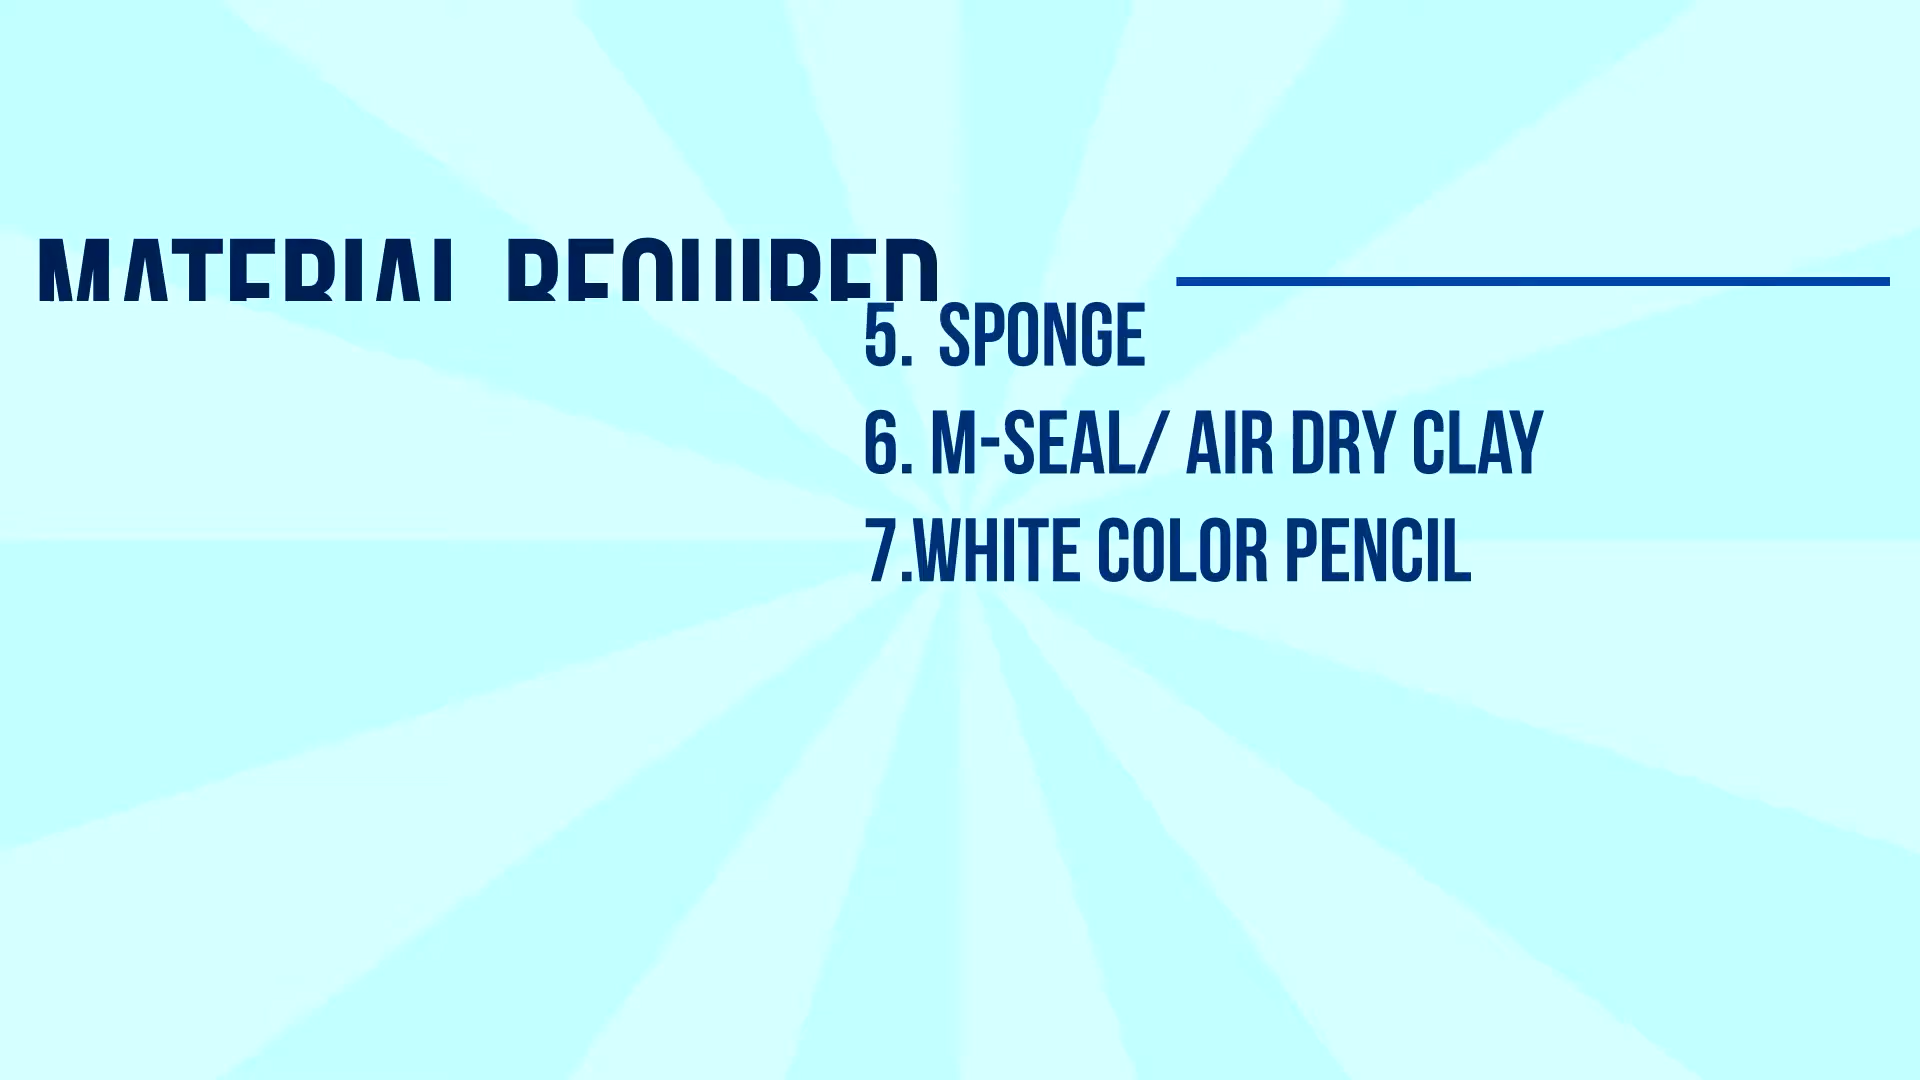 MATERIAL REQUIRED
5. SPONGE
6. M-SEAL/ AIR DRY CLAY
7.WHITE COLOR PENCIL